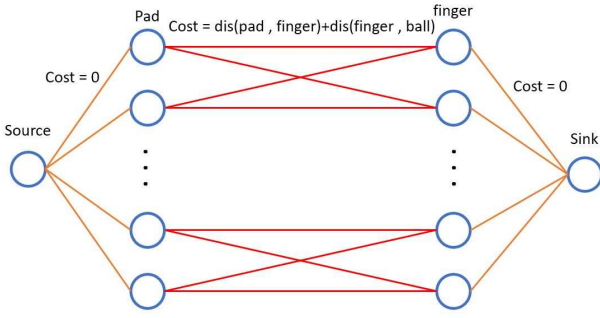 Pad
Cost = dis(pad , finger)+dis(finger , ball)
finger
Cost = 0
Cost = 0
Source
Sink